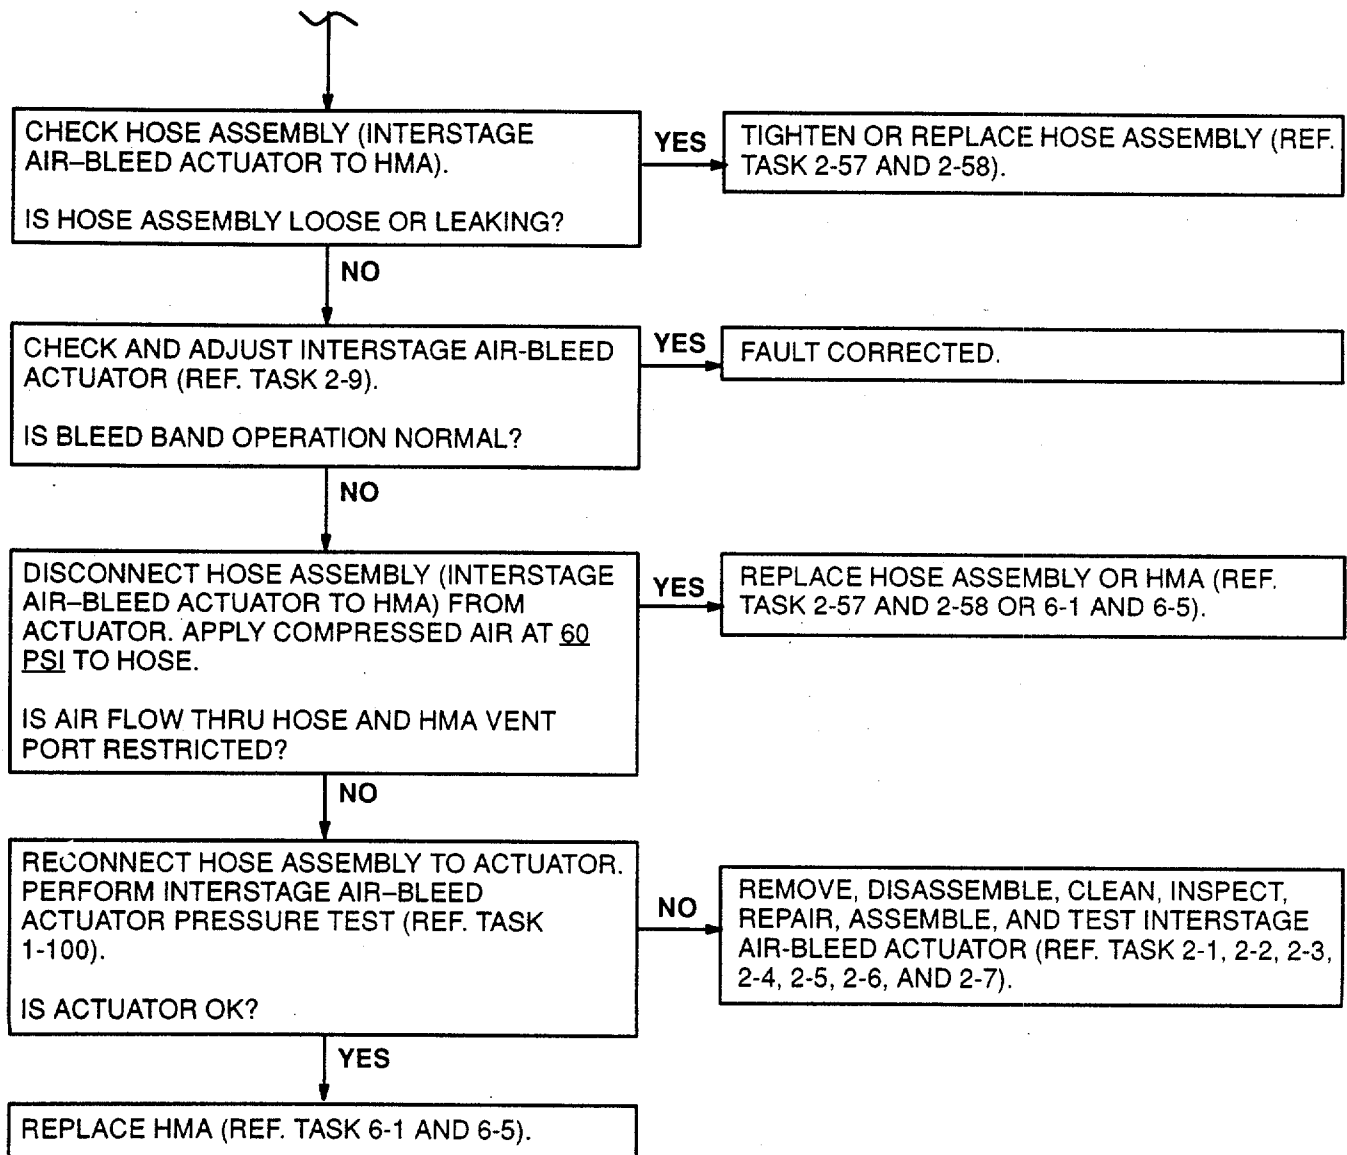 CHECK HOSE ASSEMBLY (INTERSTAGE
AIR–BLEED ACTUATOR TO HMA).
IS HOSE ASSEMBLY LOOSE OR LEAKING?
YES
TIGHTEN OR REPLACE HOSE ASSEMBLY (REF.
TASK 2-57 AND 2-58).
NO
CHECK AND ADJUST INTERSTAGE AIR-BLEED
ACTUATOR (REF. TASK 2-9).
IS BLEED BAND OPERATION NORMAL?
YES
FAULT CORRECTED.
NO
DISCONNECT HOSE ASSEMBLY (INTERSTAGE
AIR–BLEED ACTUATOR TO HMA) FROM
ACTUATOR. APPLY COMPRESSED AIR AT 60
PSI TO HOSE.
IS AIR FLOW THRU HOSE AND HMA VENT
PORT RESTRICTED?
YES
REPLACE HOSE ASSEMBLY OR HMA (REF.
TASK 2-57 AND 2-58 OR 6-1 AND 6-5).
NO
RECONNECT HOSE ASSEMBLY TO ACTUATOR.
PERFORM INTERSTAGE AIR–BLEED
ACTUATOR PRESSURE TEST (REF. TASK
1-100).
IS ACTUATOR OK?
NO
REMOVE, DISASSEMBLE, CLEAN, INSPECT,
REPAIR, ASSEMBLE, AND TEST INTERSTAGE
AIR-BLEED ACTUATOR (REF. TASK 2-1, 2-2, 2-3,
2-4, 2-5, 2-6, AND 2-7).
YES
REPLACE HMA (REF. TASK 6-1 AND 6-5).